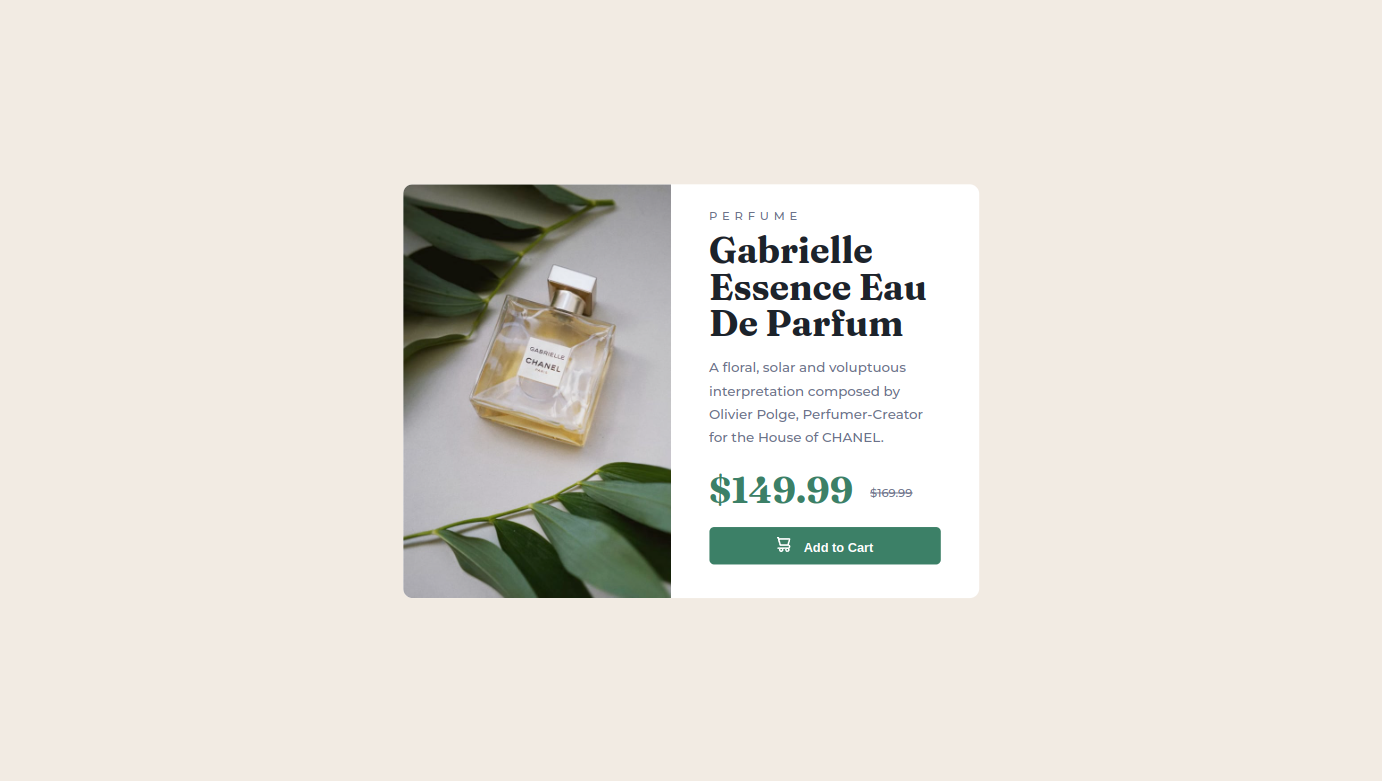 GABRIELLE
CHANEL
PARIS
PERFUME
Gabrielle
Essence Eau
De Parfum
A floral, solar and voluptuous
interpretation composed by
Olivier Polge, Perfumer-Creator
for the House of CHANEL.
$149.99 $169.99
Add to Cart